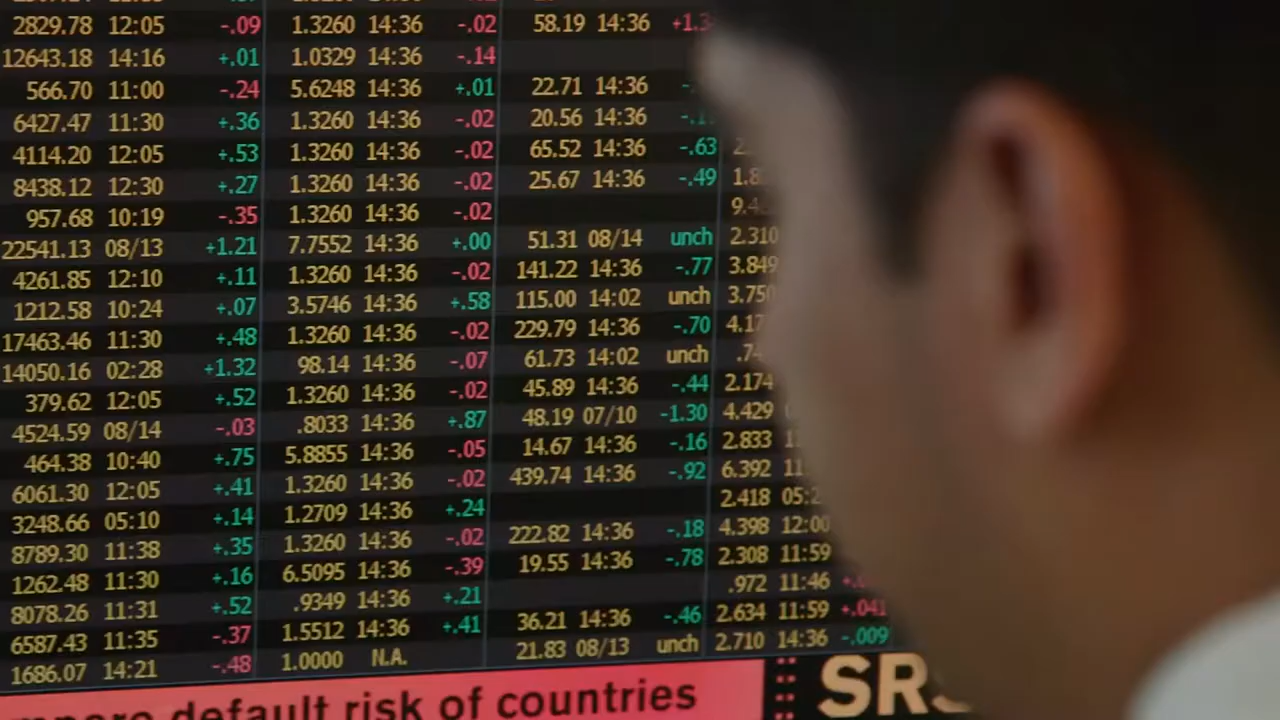 2829.78 12:05 -.09 1.3260 14:36 -.02 58.19 14:36
12643.18 14:16 +.01 1.0329 14:36 -.14
566.70 11:00 -.24 5.6248 14:36 +.01 22.71 14:36
6427.47 11:30 +.36 1.3260 14:36 -.02 20.56 14:36
4114.20 12:05 +.53 1.3260 14:36 -.02 65.52 14:36 -.63
8438.12 12:30 +.27 1.3260 14:36 -.02 25.67 14:36 -.49
957.68 10:19 -.35 1.3260 14:36 -.02
22541.13 08/13 +1.21 7.7552 14:36 +.00 51.31 08/14 unch 2.310
4261.85 12:10 +.11 1.3260 14:36 -.02 141.22 14:36 -.77 3.849
1212.58 10:24 +.07 3.5746 14:36 +.58 115.00 14:02 unch
17463.46 11:30 +.48 1.3260 14:36 -.02 229.79 14:36 -.70
14050.16 02:28 +1.32 98.14 14:36 -.07 61.73 14:02 unch
379.62 12:05 +.52 1.3260 14:36 -.02 45.89 14:36 -.44 2.174
4524.59 08/14 -.03 .8033 14:36 +.87 48.19 07/10 -1.30 4.429
464.38 10:40 +.75 5.8855 14:36 -.05 14.67 14:36 -.16 2.833
6061.30 12:05 +.41 1.3260 14:36 -.02 439.74 14:36 -.92 6.392
3248.66 05:10 +.14 1.2709 14:36 +.24 2.418
8789.30 11:38 +.35 1.3260 14:36 -.02 222.82 14:36 -.18 4.398 12:00
1262.48 11:30 +.16 6.5095 14:36 -.39 19.55 14:36 -.78 2.308 11:59
8078.26 11:31 +.52 .9349 14:36 +.21 .972 11:46
6587.43 11:35 -.37 1.5512 14:36 +.41 36.21 14:36 -.46 2.634 11:59 +.041
1686.07 14:21 -.48 1.0000 N.A. 21.83 08/13 unch 2.710 14:36 -.009
default risk of countries